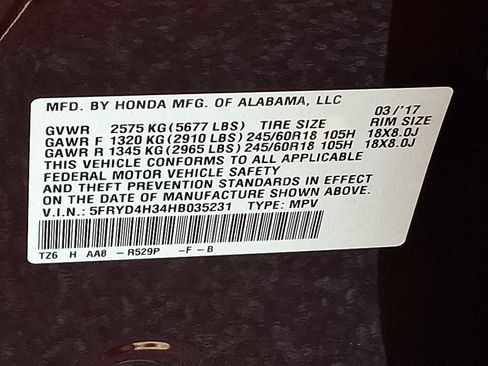 MFD. BY HONDA MFG. OF ALABAMA, LLC 03/'17
GVWR 2575 KG (5677 LBS) TIRE SIZE RIM SIZE
GAWR F 1320 KG (2910 LBS) 245/60R18 105H 18X8.0J
GAWR R 1345 KG (2965 LBS) 245/60R18 105H 18X8.0J
THIS VEHICLE CONFORMS TO ALL APPLICABLE
FEDERAL MOTOR VEHICLE SAFETY
AND THEFT PREVENTION STANDARDS IN EFFECT
ON THE DATE OF MANUFACTURE SHOWN ABOVE.
V.I.N.: 5FRYD4H34HB035231 TYPE: MPV
TZ6 H AA8 -R529P -F-B